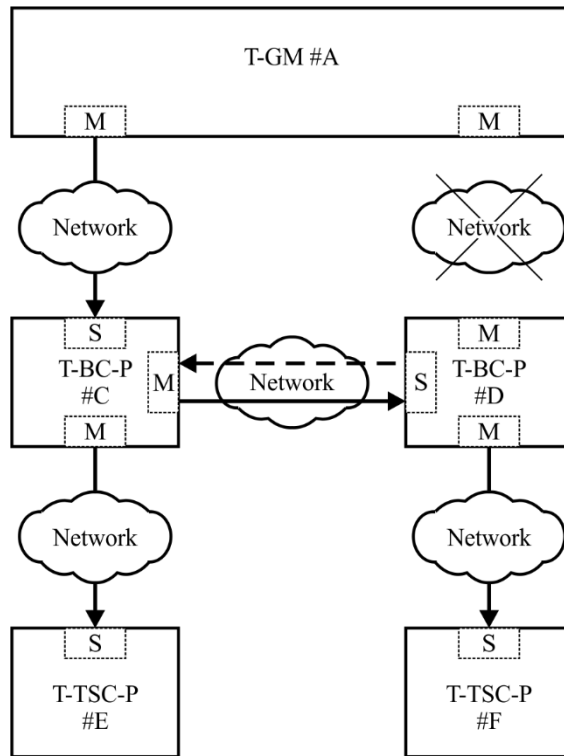 T-GM #A
M
M
Network
Network
S
T-BC-P
#C
M
M
Network
M
T-BC-P
#D
S
M
Network
Network
S
T-TSC-P
#E
S
T-TSC-P
#F